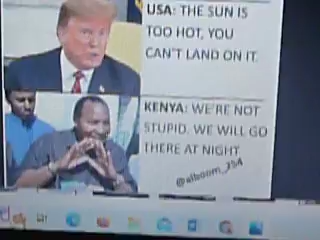 USA: THE SUN IS
TOO HOT, YOU
CAN'T LAND ON IT.
KENYA: WE'RE NOT
STUPID. WE WILL GO
THERE AT NIGHT
@alboom_354